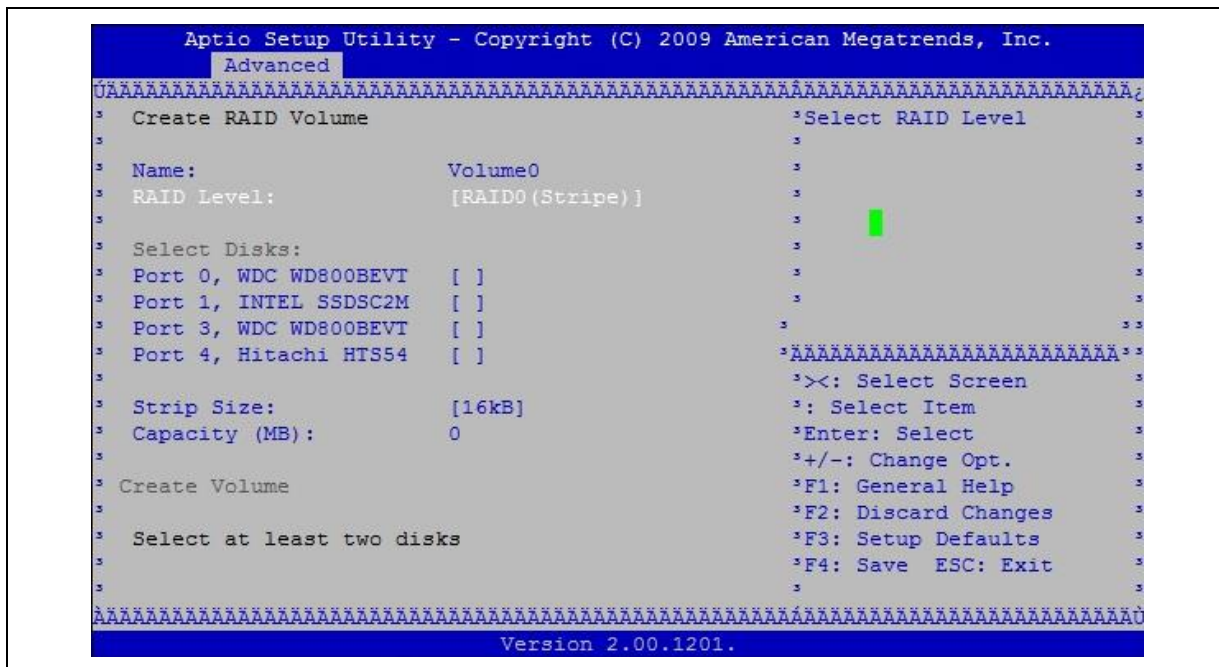 Aptio Setup Utility - Copyright (C) 2009 American Megatrends, Inc.
Advanced
Create RAID Volume
Select RAID Level
Name: Volume0
RAID Level: [RAID0(Stripe)]
Select Disks:
Port 0, WDC WD800BEVT [ ]
Port 1, INTEL SSDSC2M [ ]
Port 3, WDC WD800BEVT [ ]
Port 4, Hitachi HTS54 [ ]
Strip Size: [16kB]
Capacity (MB): 0
Create Volume
Select at least two disks
><: Select Screen
: Select Item
Enter: Select
+/-: Change Opt.
F1: General Help
F2: Discard Changes
F3: Setup Defaults
F4: Save ESC: Exit
Version 2.00.1201.